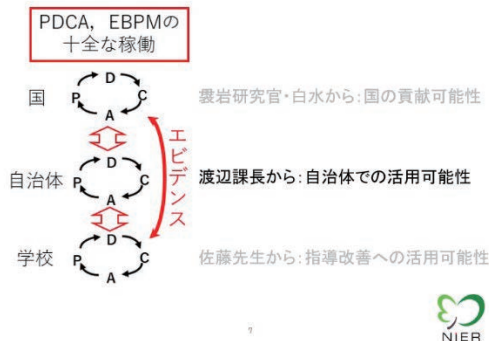 PDCA，EBPMの
十全な稼働
国
P D C A
裊岩研究官・白水から：国の貢献可能性
エビデンス
自治体
P D C A
渡辺課長から：自治体での活用可能性
学校
P D C A
佐藤先生から：指導改善への活用可能性
7
NIER